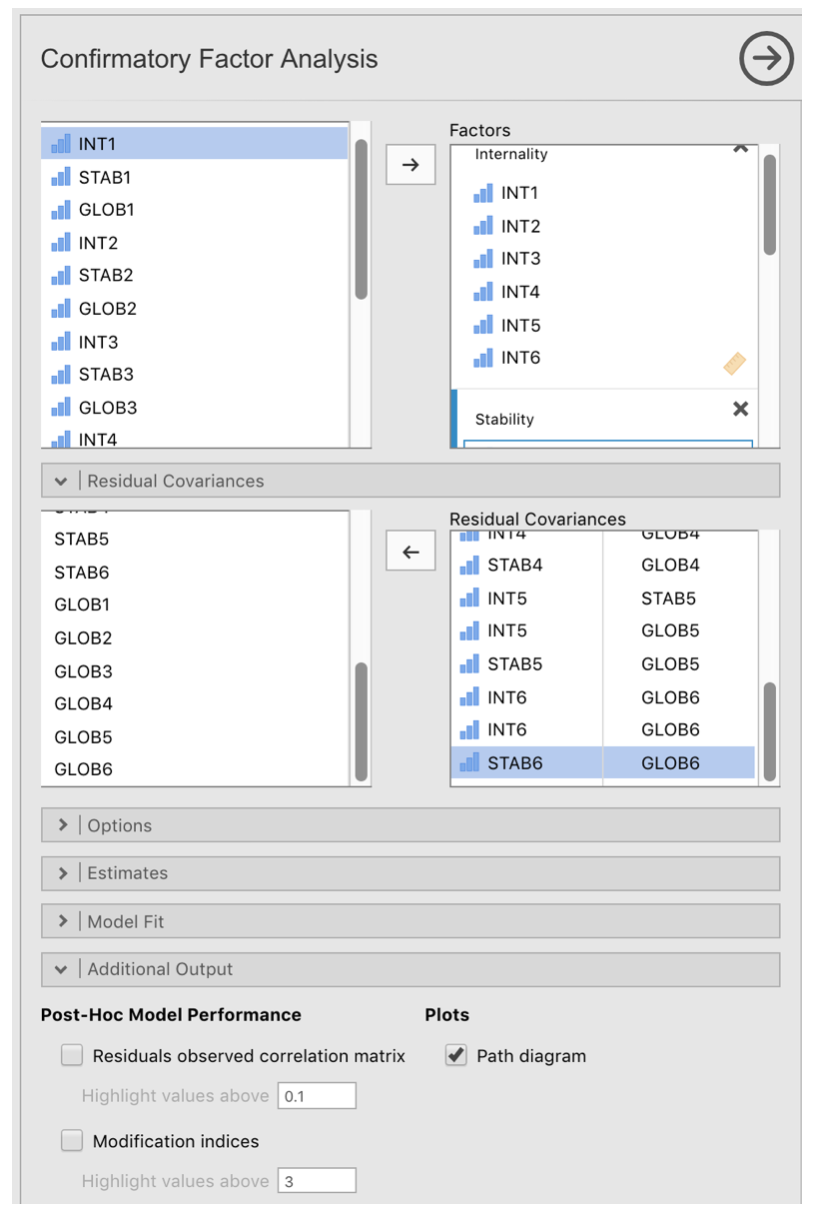 Confirmatory Factor Analysis
INT1
STAB1
GLOB1
INT2
STAB2
GLOB2
INT3
STAB3
GLOB3
INT4
Factors
Internality
INT1
INT2
INT3
INT4
INT5
INT6
Stability
Residual Covariances
STAB5
STAB6
GLOB1
GLOB2
GLOB3
GLOB4
GLOB5
GLOB6
Residual Covariances
INT4 GLOB4
STAB4 GLOB4
INT5 STAB5
INT5 GLOB5
STAB5 GLOB5
INT6 GLOB6
INT6 GLOB6
STAB6 GLOB6
Options
Estimates
Model Fit
Additional Output
Post-Hoc Model Performance
Residuals observed correlation matrix
Highlight values above 0.1
Modification indices
Highlight values above 3
Plots
Path diagram